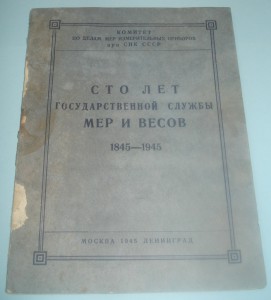 КОМИТЕТ
ПО ДЕЛАМ МЕР И ИЗМЕРИТЕЛЬНЫХ ПРИБОРОВ
при СНК СССР
СТО ЛЕТ
ГОСУДАРСТВЕННОЙ СЛУЖБЫ
МЕР И ВЕСОВ
1845—1945
МОСКВА 1945 ЛЕНИНГРАД